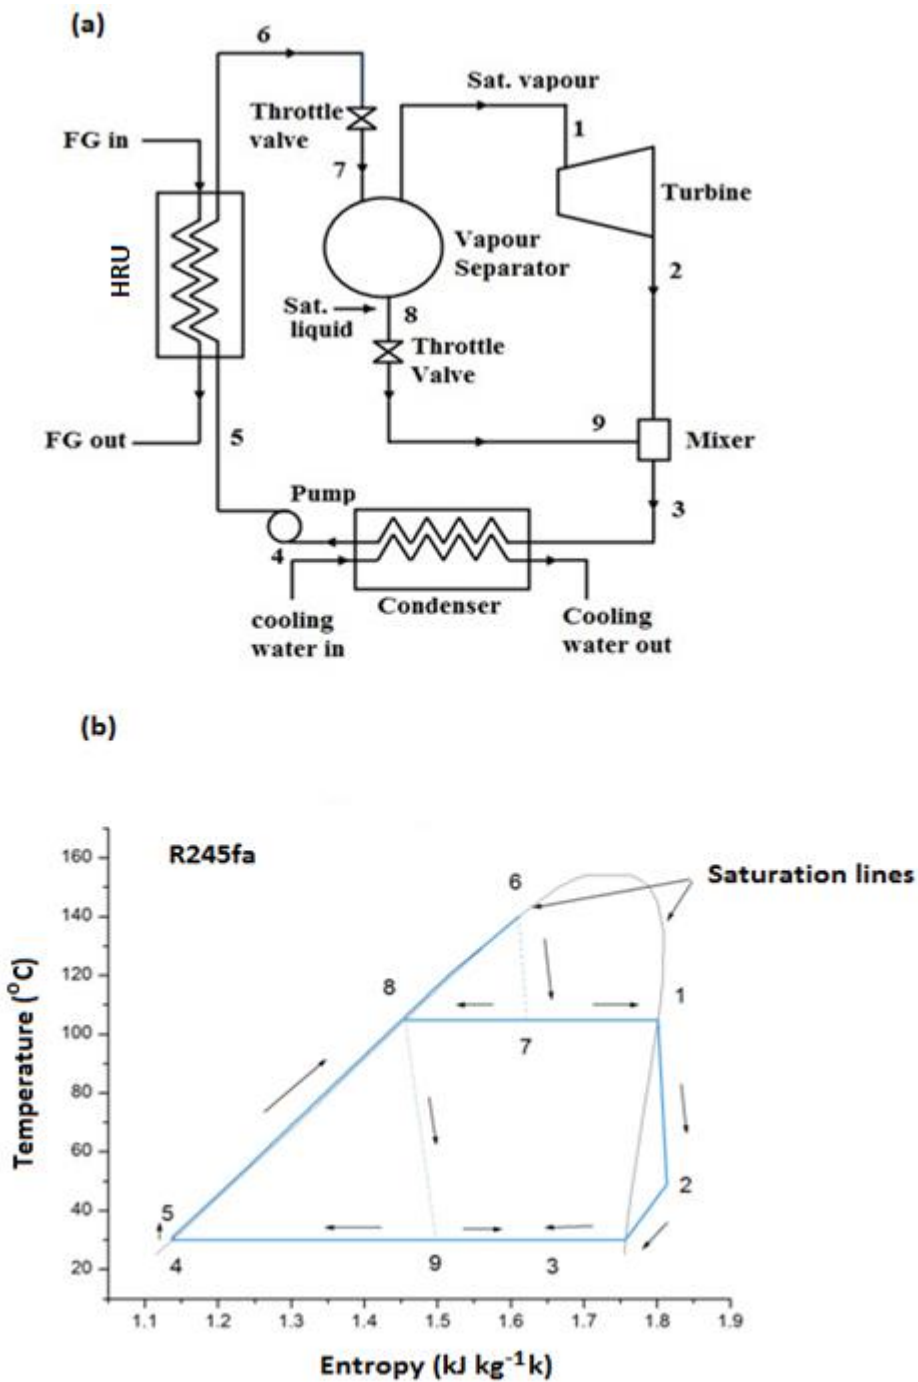 (a)
6
Sat. vapour
Throttle
valve
1
FG in
7
Turbine
HRU
Vapour
Separator
2
Sat.
liquid
8
Throttle
Valve
FG out
5
9
Mixer
Pump
3
4
Condenser
cooling
water in
Cooling
water out
(b)
R245fa
Saturation lines
6
8
1
7
5
2
4
9
3
160
140
120
100
80
60
40
20
Temperature (⁰C)
1.1 1.2 1.3 1.4 1.5 1.6 1.7 1.8 1.9
Entropy (kJ kg⁻¹k)